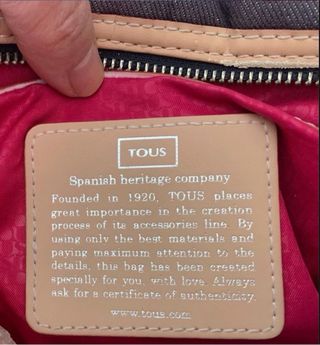 TOUS
Spanish heritage company
Founded in 1920, TOUS places
great importance in the creation
process of its accessories line. By
using only the best materials and
paying maximum attention to the
details, this bag has been created
specially for you, with love. Always
ask for a certificate of authenticity.
www.tous.com